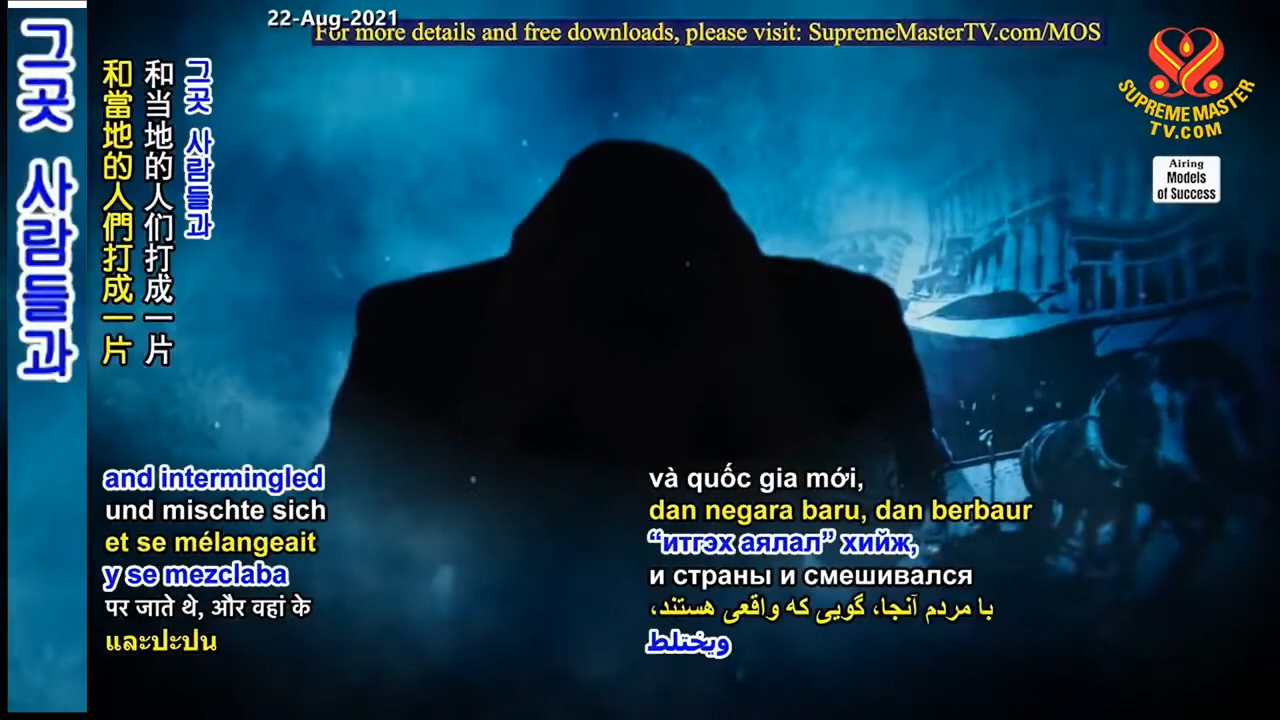 22-Aug-2021
For more details and free downloads, please visit: SupremeMasterTV.com/MOS
SUPREME MASTER
TV.COM
Airing
Models
of Success
그곳 사람들과
和當地的人們打成一片
和当地的人们打成一片
그곳 사람들과
and intermingled
und mischte sich
et se mélangeait
y se mezclaba
पर जाते थे, और वहां के
และปะปน
và quốc gia mới,
dan negara baru, dan berbaur
“итгэх аялал” хийж,
и страны и смешивался
با مردم آنجا، گویی که واقعی هستند،
ويختلط